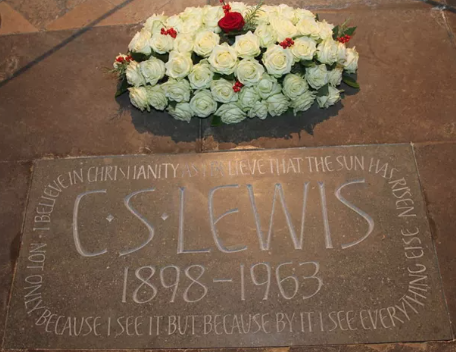 I BELIEVE IN CHRISTIANITY AS I BELIEVE THAT THE SUN HAS RISEN · NOT ONLY BECAUSE I SEE IT BUT BECAUSE BY IT I SEE EVERYTHING ELSE
C·S·LEWIS
1898–1963